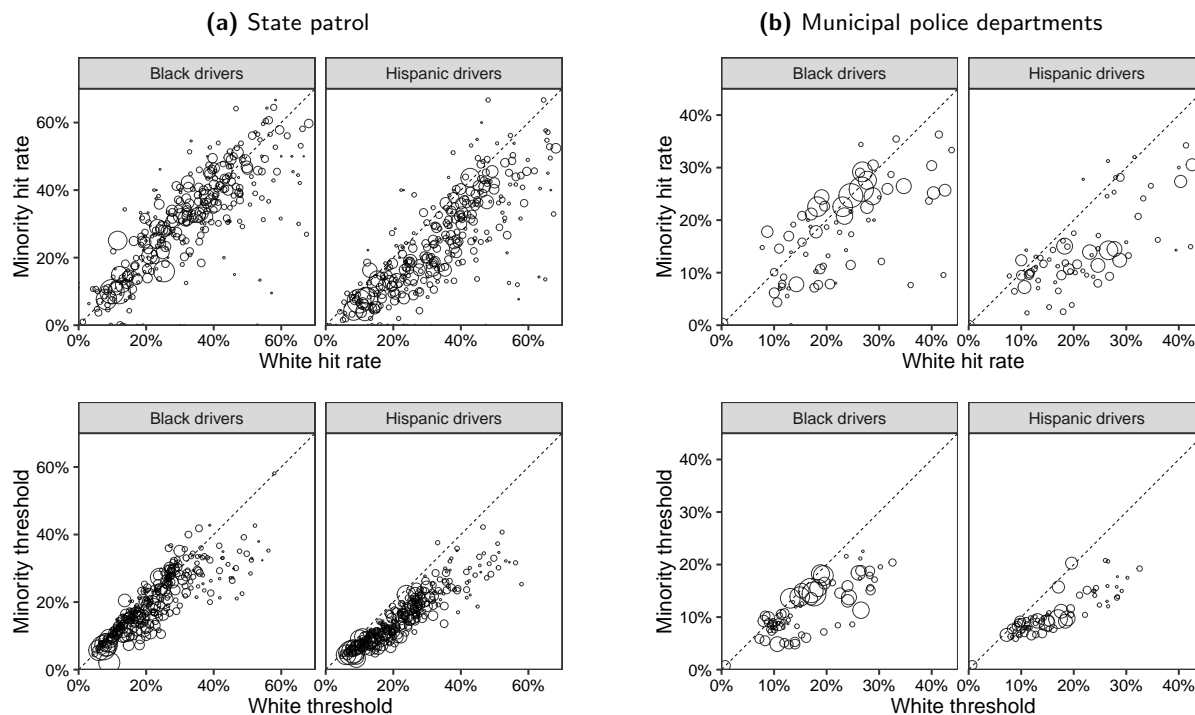 (a) State patrol
(b) Municipal police departments
Black drivers
Hispanic drivers
Minority hit rate
60%
40%
20%
0%
0% 20% 40% 60% 0% 20% 40% 60%
White hit rate
Black drivers
Hispanic drivers
Minority hit rate
40%
30%
20%
10%
0%
0% 10% 20% 30% 40% 0% 10% 20% 30% 40%
White hit rate
Black drivers
Hispanic drivers
Minority threshold
60%
40%
20%
0%
0% 20% 40% 60% 0% 20% 40% 60%
White threshold
Black drivers
Hispanic drivers
Minority threshold
40%
30%
20%
10%
0%
0% 10% 20% 30% 40% 0% 10% 20% 30% 40%
White threshold